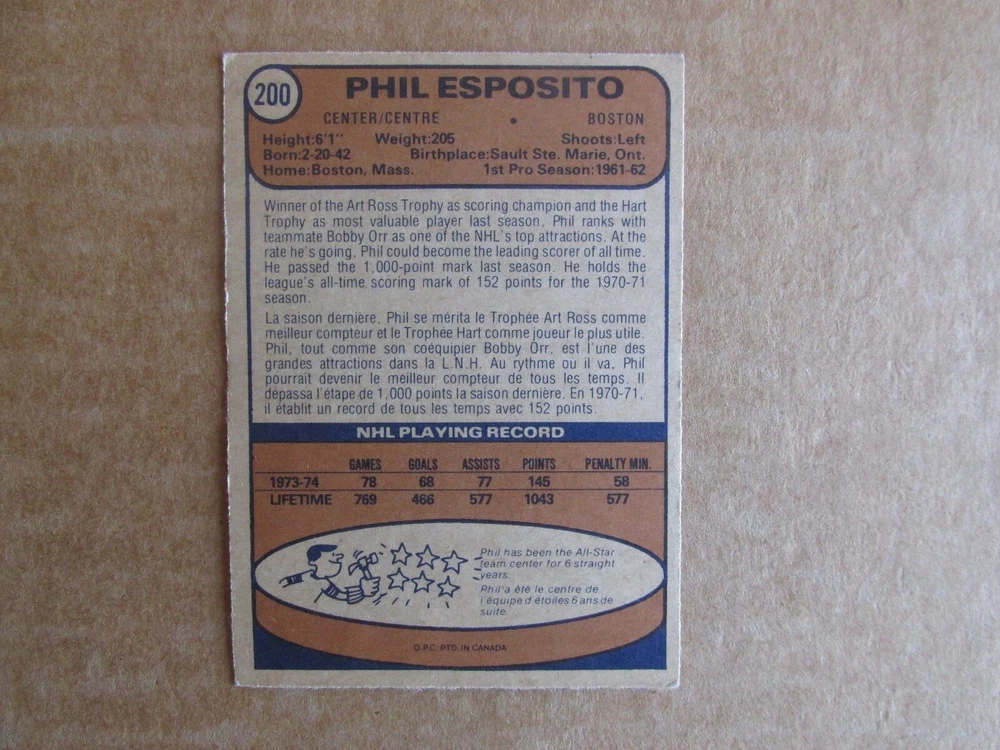 200
PHIL ESPOSITO
CENTER/CENTRE • BOSTON
Height:6'1'' Weight:205 Shoots:Left
Born:2-20-42 Birthplace:Sault Ste. Marie, Ont.
Home:Boston, Mass. 1st Pro Season:1961-62
Winner of the Art Ross Trophy as scoring champion and the Hart
Trophy as most valuable player last season. Phil ranks with
teammate Bobby Orr as one of the NHL's top attractions. At the
rate he's going, Phil could become the leading scorer of all time.
He passed the 1,000-point mark last season. He holds the
league's all-time scoring mark of 152 points for the 1970-71
season.
La saison dernière, Phil se mérita le Trophée Art Ross comme
meilleur compteur et le Trophée Hart comme joueur le plus utile.
Phil, tout comme son coéquipier Bobby Orr, est l'une des
grandes attractions dans la L.N.H. Au rythme ou il va, Phil
pourrait devenir le meilleur compteur de tous les temps. Il
dépassa l'étape de 1,000 points la saison dernière. En 1970-71,
il établit un record de tous les temps avec 152 points.
NHL PLAYING RECORD
GAMES GOALS ASSISTS POINTS PENALTY MIN.
1973-74 78 68 77 145 58
LIFETIME 769 466 577 1043 577
Phil has been the All-Star
team center for 6 straight
years.
Phil'a été le centre de
l'équipe d'étoiles 6 ans de
suite.
O.P.C. PTD. IN CANADA